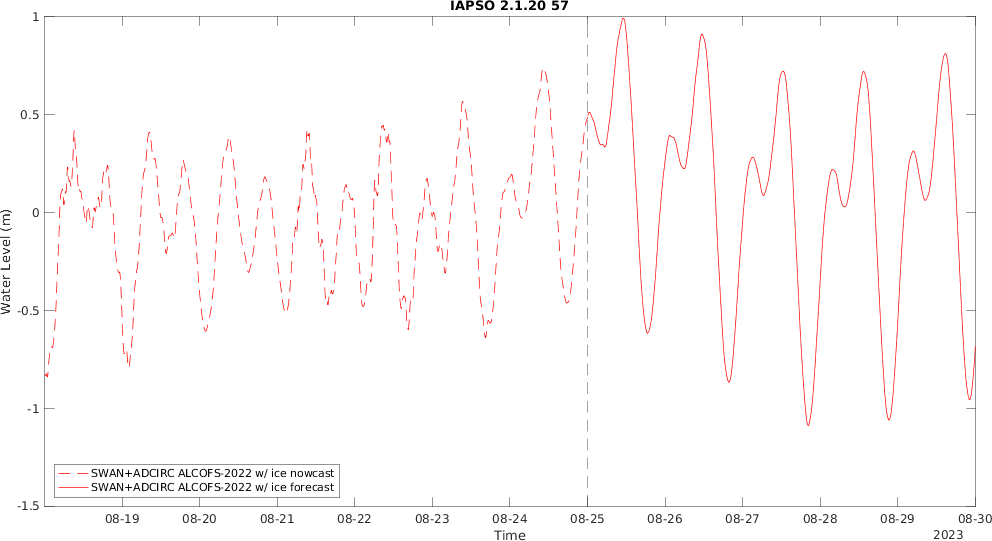 IAPSO 2.1.20 57
1
0.5
0
-0.5
-1
-1.5
Water Level (m)
SWAN+ADCIRC ALCOFS-2022 w/ ice nowcast
SWAN+ADCIRC ALCOFS-2022 w/ ice forecast
08-19 08-20 08-21 08-22 08-23 08-24 08-25 08-26 08-27 08-28 08-29 08-30
Time
2023